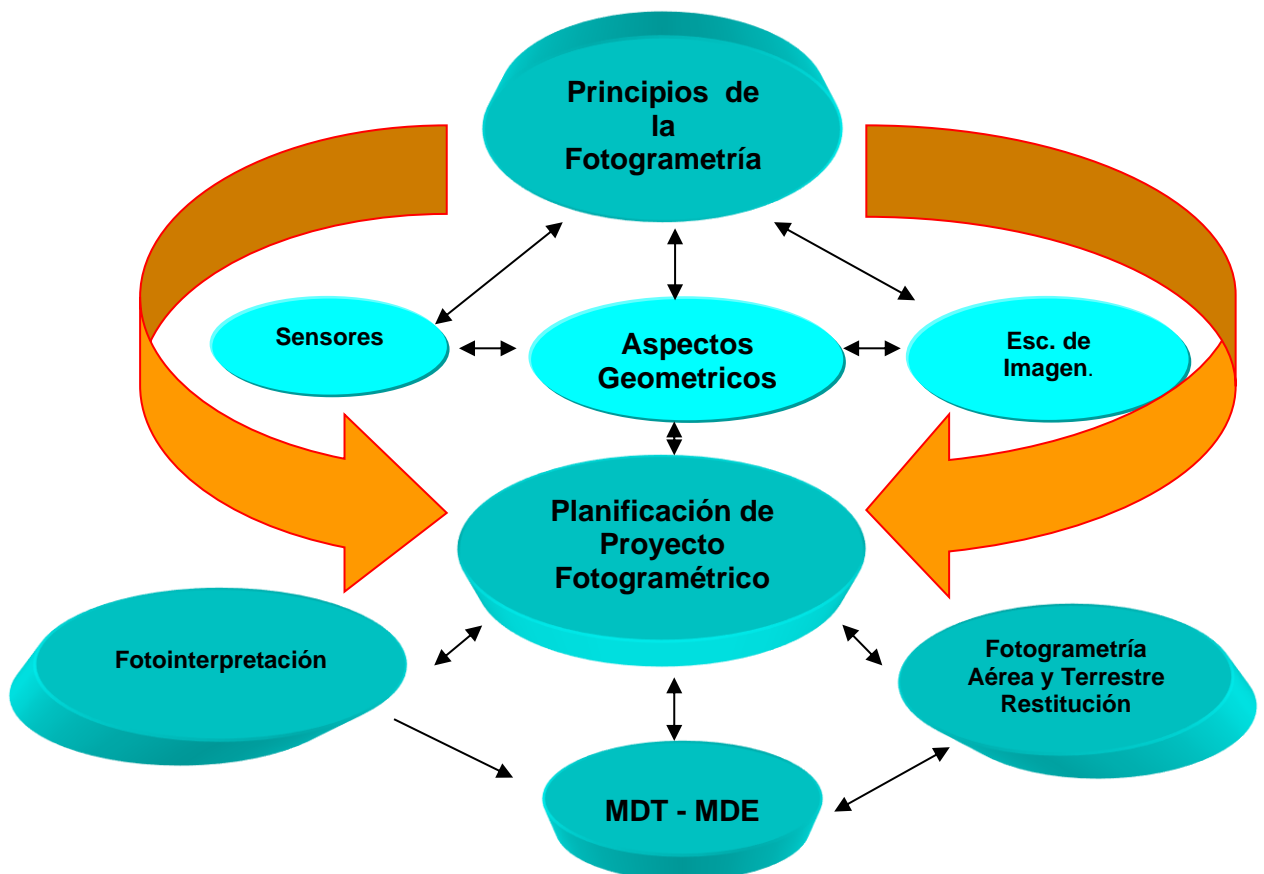 Principios de
la
Fotogrametría
Sensores
Aspectos
Geometricos
Esc. de
Imagen.
Planificación de
Proyecto
Fotogramétrico
Fotointerpretación
Fotogrametría
Aérea y Terrestre
Restitución
MDT - MDE